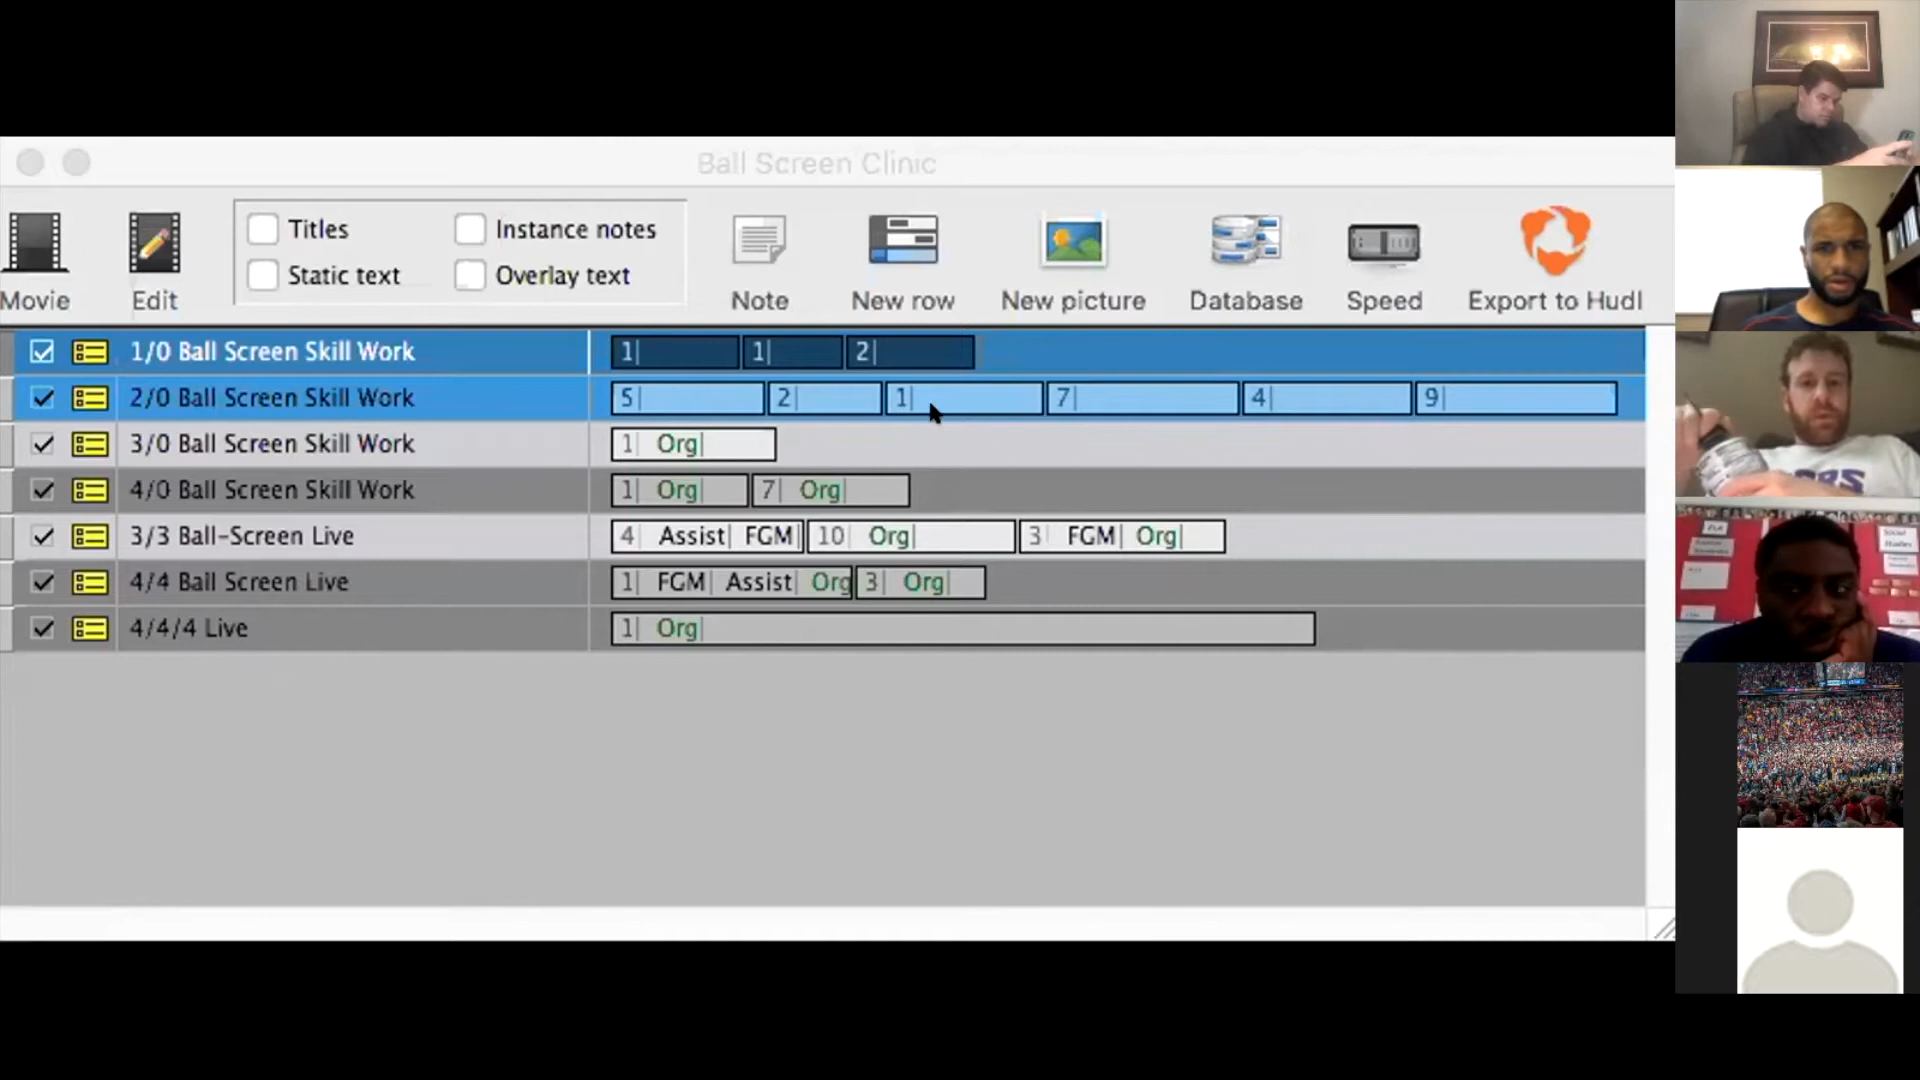 Ball Screen Clinic
Titles
Instance notes
Static text
Overlay text
Movie
Edit
Note
New row
New picture
Database
Speed
Export to Hudl
1/0 Ball Screen Skill Work 1| 1| 2|
2/0 Ball Screen Skill Work 5| 2| 1| 7| 4| 9|
3/0 Ball Screen Skill Work 1| Org|
4/0 Ball Screen Skill Work 1| Org| 7| Org|
3/3 Ball-Screen Live 4| Assist| FGM| 10| Org| 3| FGM| Org|
4/4 Ball Screen Live 1| FGM| Assist| Org 3| Org|
4/4/4 Live 1| Org|